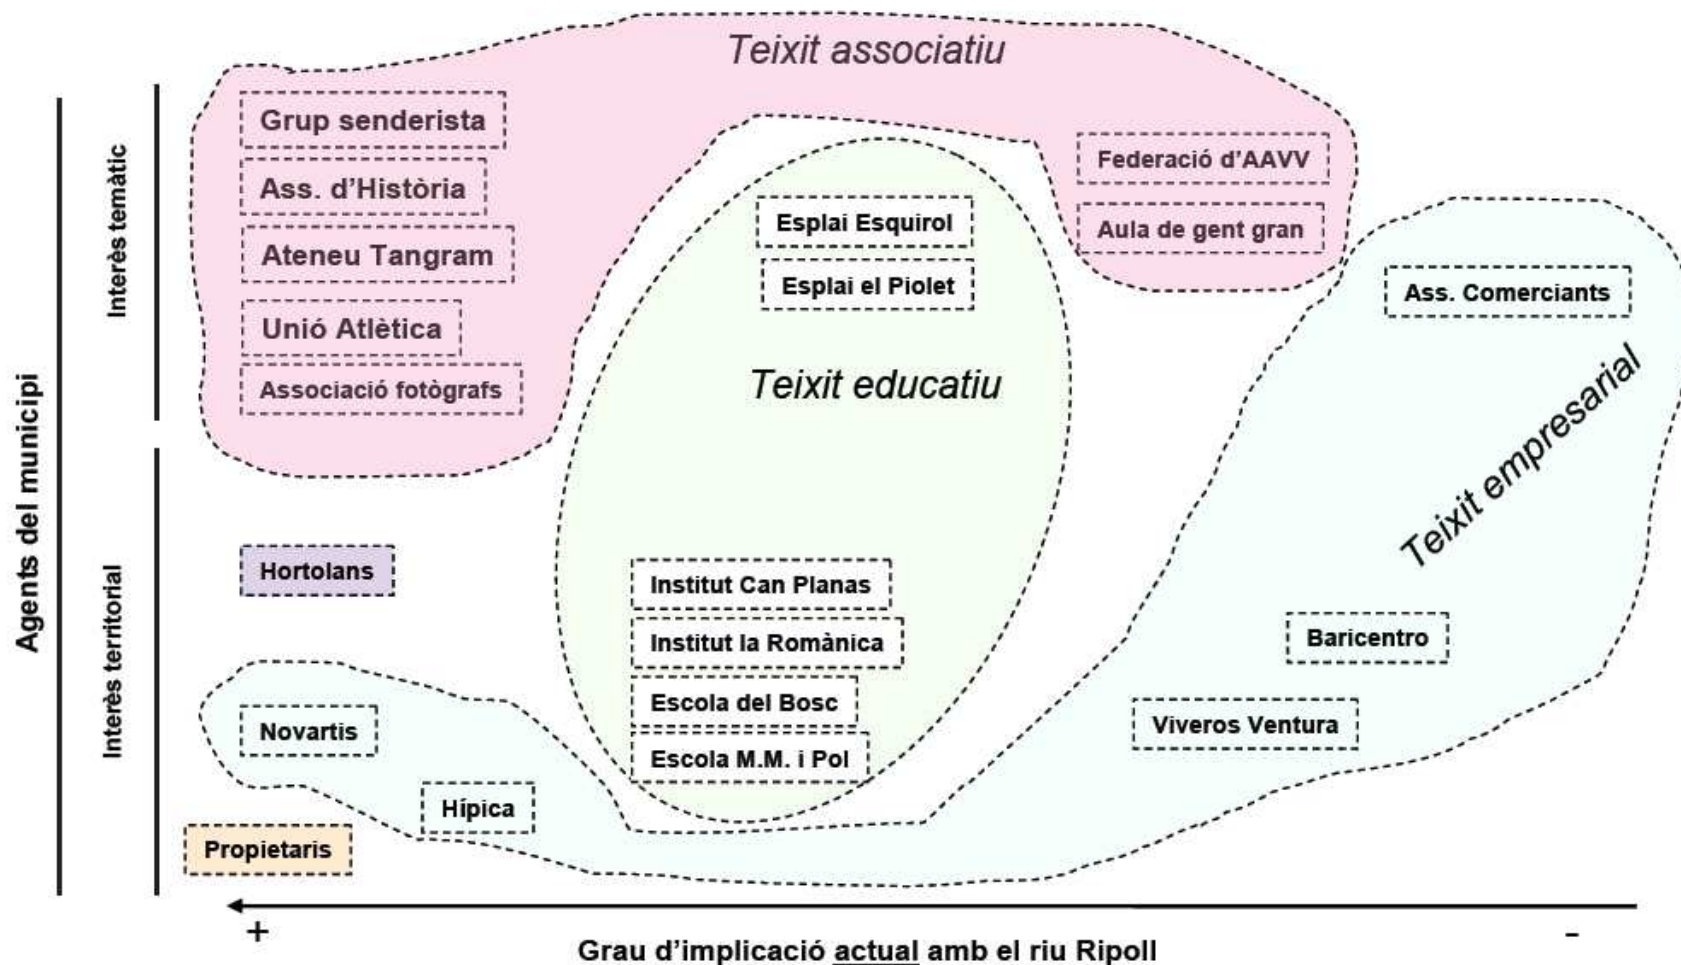 Teixit associatiu
Agents del municipi
Interès temàtic
Grup senderista
Ass. d’Història
Ateneu Tangram
Unió Atlètica
Associació fotògrafs
Esplai Esquirol
Esplai el Piolet
Teixit educatiu
Federació d’AAVV
Aula de gent gran
Ass. Comerciants
Teixit empresarial
Interès territorial
Hortolans
Institut Can Planas
Institut la Romànica
Escola del Bosc
Escola M.M. i Pol
Baricentro
Viveros Ventura
Novartis
Hípica
Propietaris
+
-
Grau d’implicació actual amb el riu Ripoll